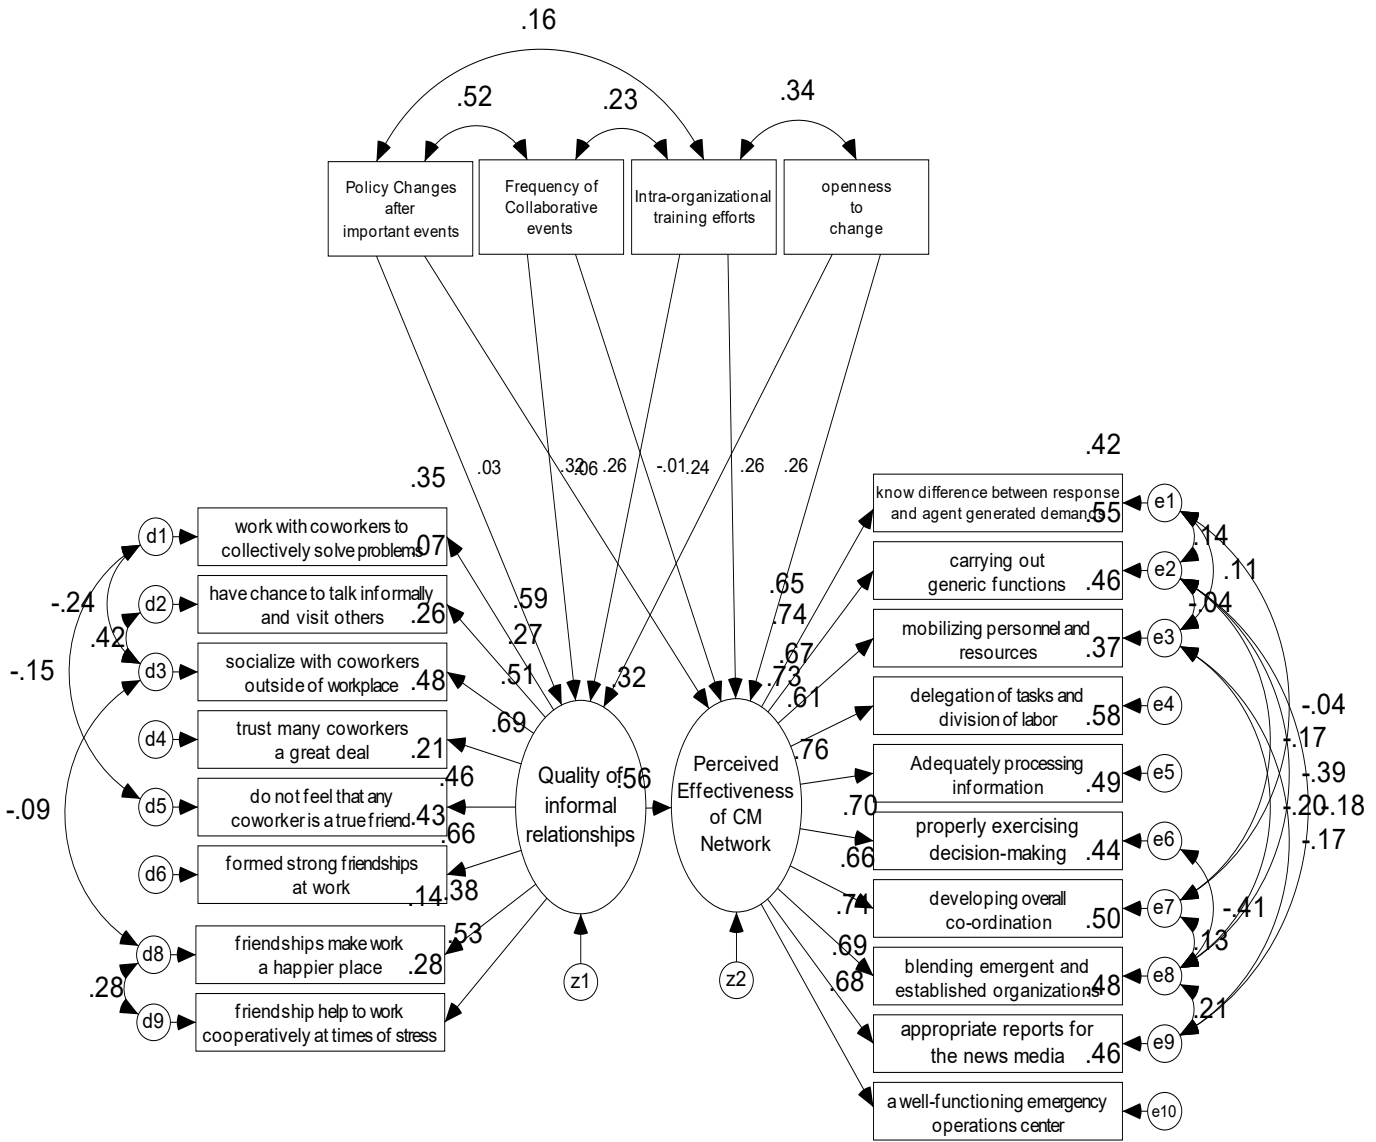 .16
.52
.23
.34
Policy Changes
after
important events
Frequency of
Collaborative
events
Intra-organizational
training efforts
openness
to
change
.03
.32
.06
.26
-.01
.24
.26
.26
.35
d1
work with coworkers to
collectively solve problems
.07
d2
have chance to talk informally
and visit others
.26
d3
socialize with coworkers
outside of workplace
.48
d4
trust many coworkers
a great deal
.21
d5
do not feel that any
coworker is a true friend
.43
d6
formed strong friendships
at work
.14
d8
friendships make work
a happier place
.28
d9
friendship help to work
cooperatively at times of stress
-.24
.42
-.15
-.09
.28
.59
.27
.51
.69
.46
.66
.38
.53
.32
Quality of
informal
relationships
.56
z1
Perceived
Effectiveness
of CM
Network
z2
.65
.74
.67
.73
.61
.76
.70
.66
.74
.69
.68
.42
know difference between response
and agent generated demands
.55
e1
carrying out
generic functions
.46
e2
mobilizing personnel and
resources
.37
e3
delegation of tasks and
division of labor
.58
e4
Adequately processing
information
.49
e5
properly exercising
decision-making
.44
e6
developing overall
co-ordination
.50
e7
blending emergent and
established organizations
.48
e8
appropriate reports for
the news media
.46
e9
a well-functioning emergency
operations center
e10
.14
.11
-.04
-.04
-.17
-.39
-.20
-.18
-.17
-.41
.13
.21